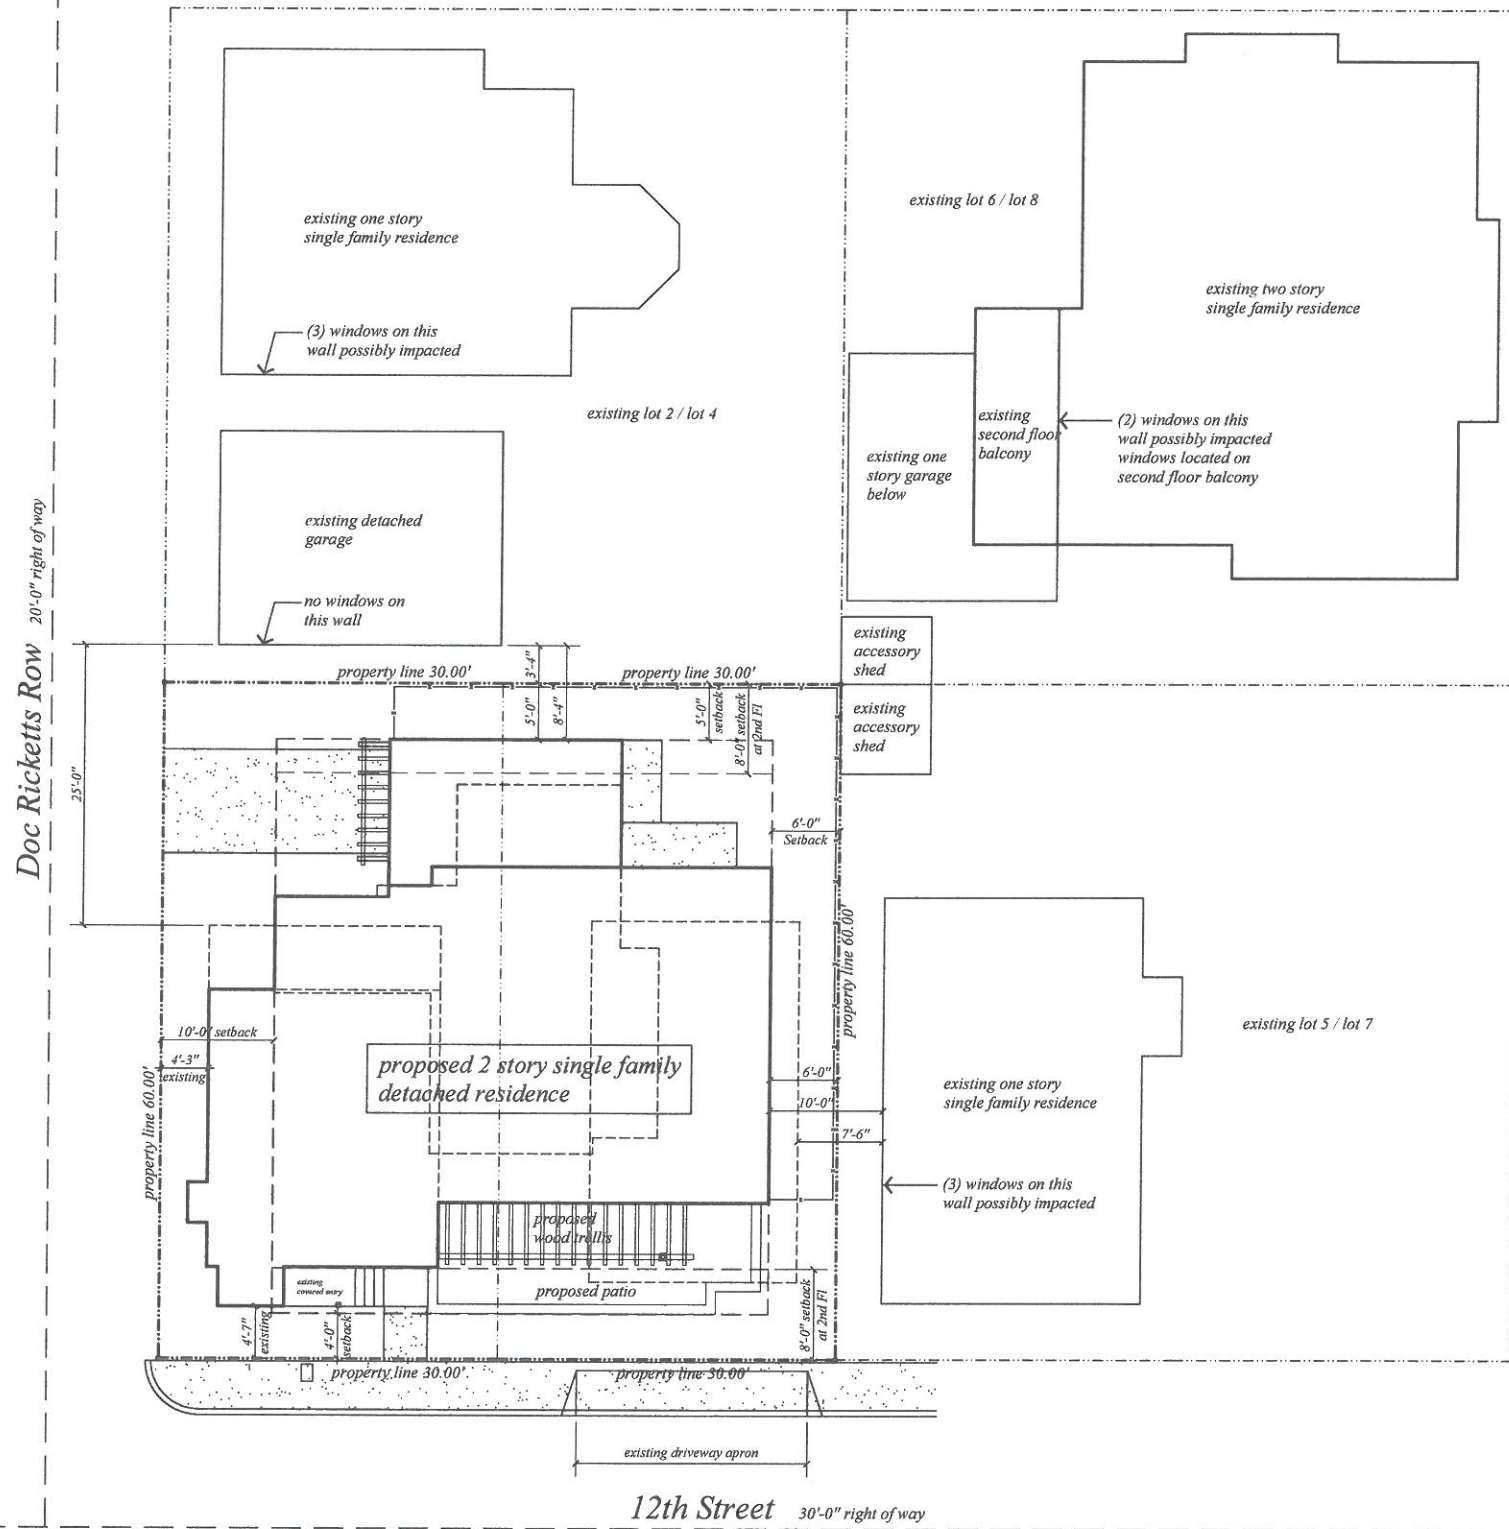 existing one story
single family residence
(3) windows on this
wall possibly impacted
existing lot 2 / lot 4
existing lot 6 / lot 8
existing two story
single family residence
existing
second floor
balcony
(2) windows on this
wall possibly impacted
windows located on
second floor balcony
existing one
story garage
below
existing detached
garage
no windows on
this wall
Doc Ricketts Row 20'-0" right of way
existing
accessory
shed
existing
accessory
shed
property line 30.00'
property line 30.00'
3'-4"
5'-0"
8'-4"
5'-0"
setback
8'-0" setback
at 2nd Fl
25'-0"
6'-0"
Setback
property line 60.00'
10'-0" setback
4'-3"
existing
property line 60.00'
proposed 2 story single family
detached residence
6'-0"
10'-0"
7'-6"
existing lot 5 / lot 7
existing one story
single family residence
(3) windows on this
wall possibly impacted
proposed
wood trellis
existing
covered entry
proposed patio
4'-7"
existing
4'-0"
setback
8'-0" setback
at 2nd Fl
property line 30.00'
property line 30.00'
existing driveway apron
12th Street 30'-0" right of way